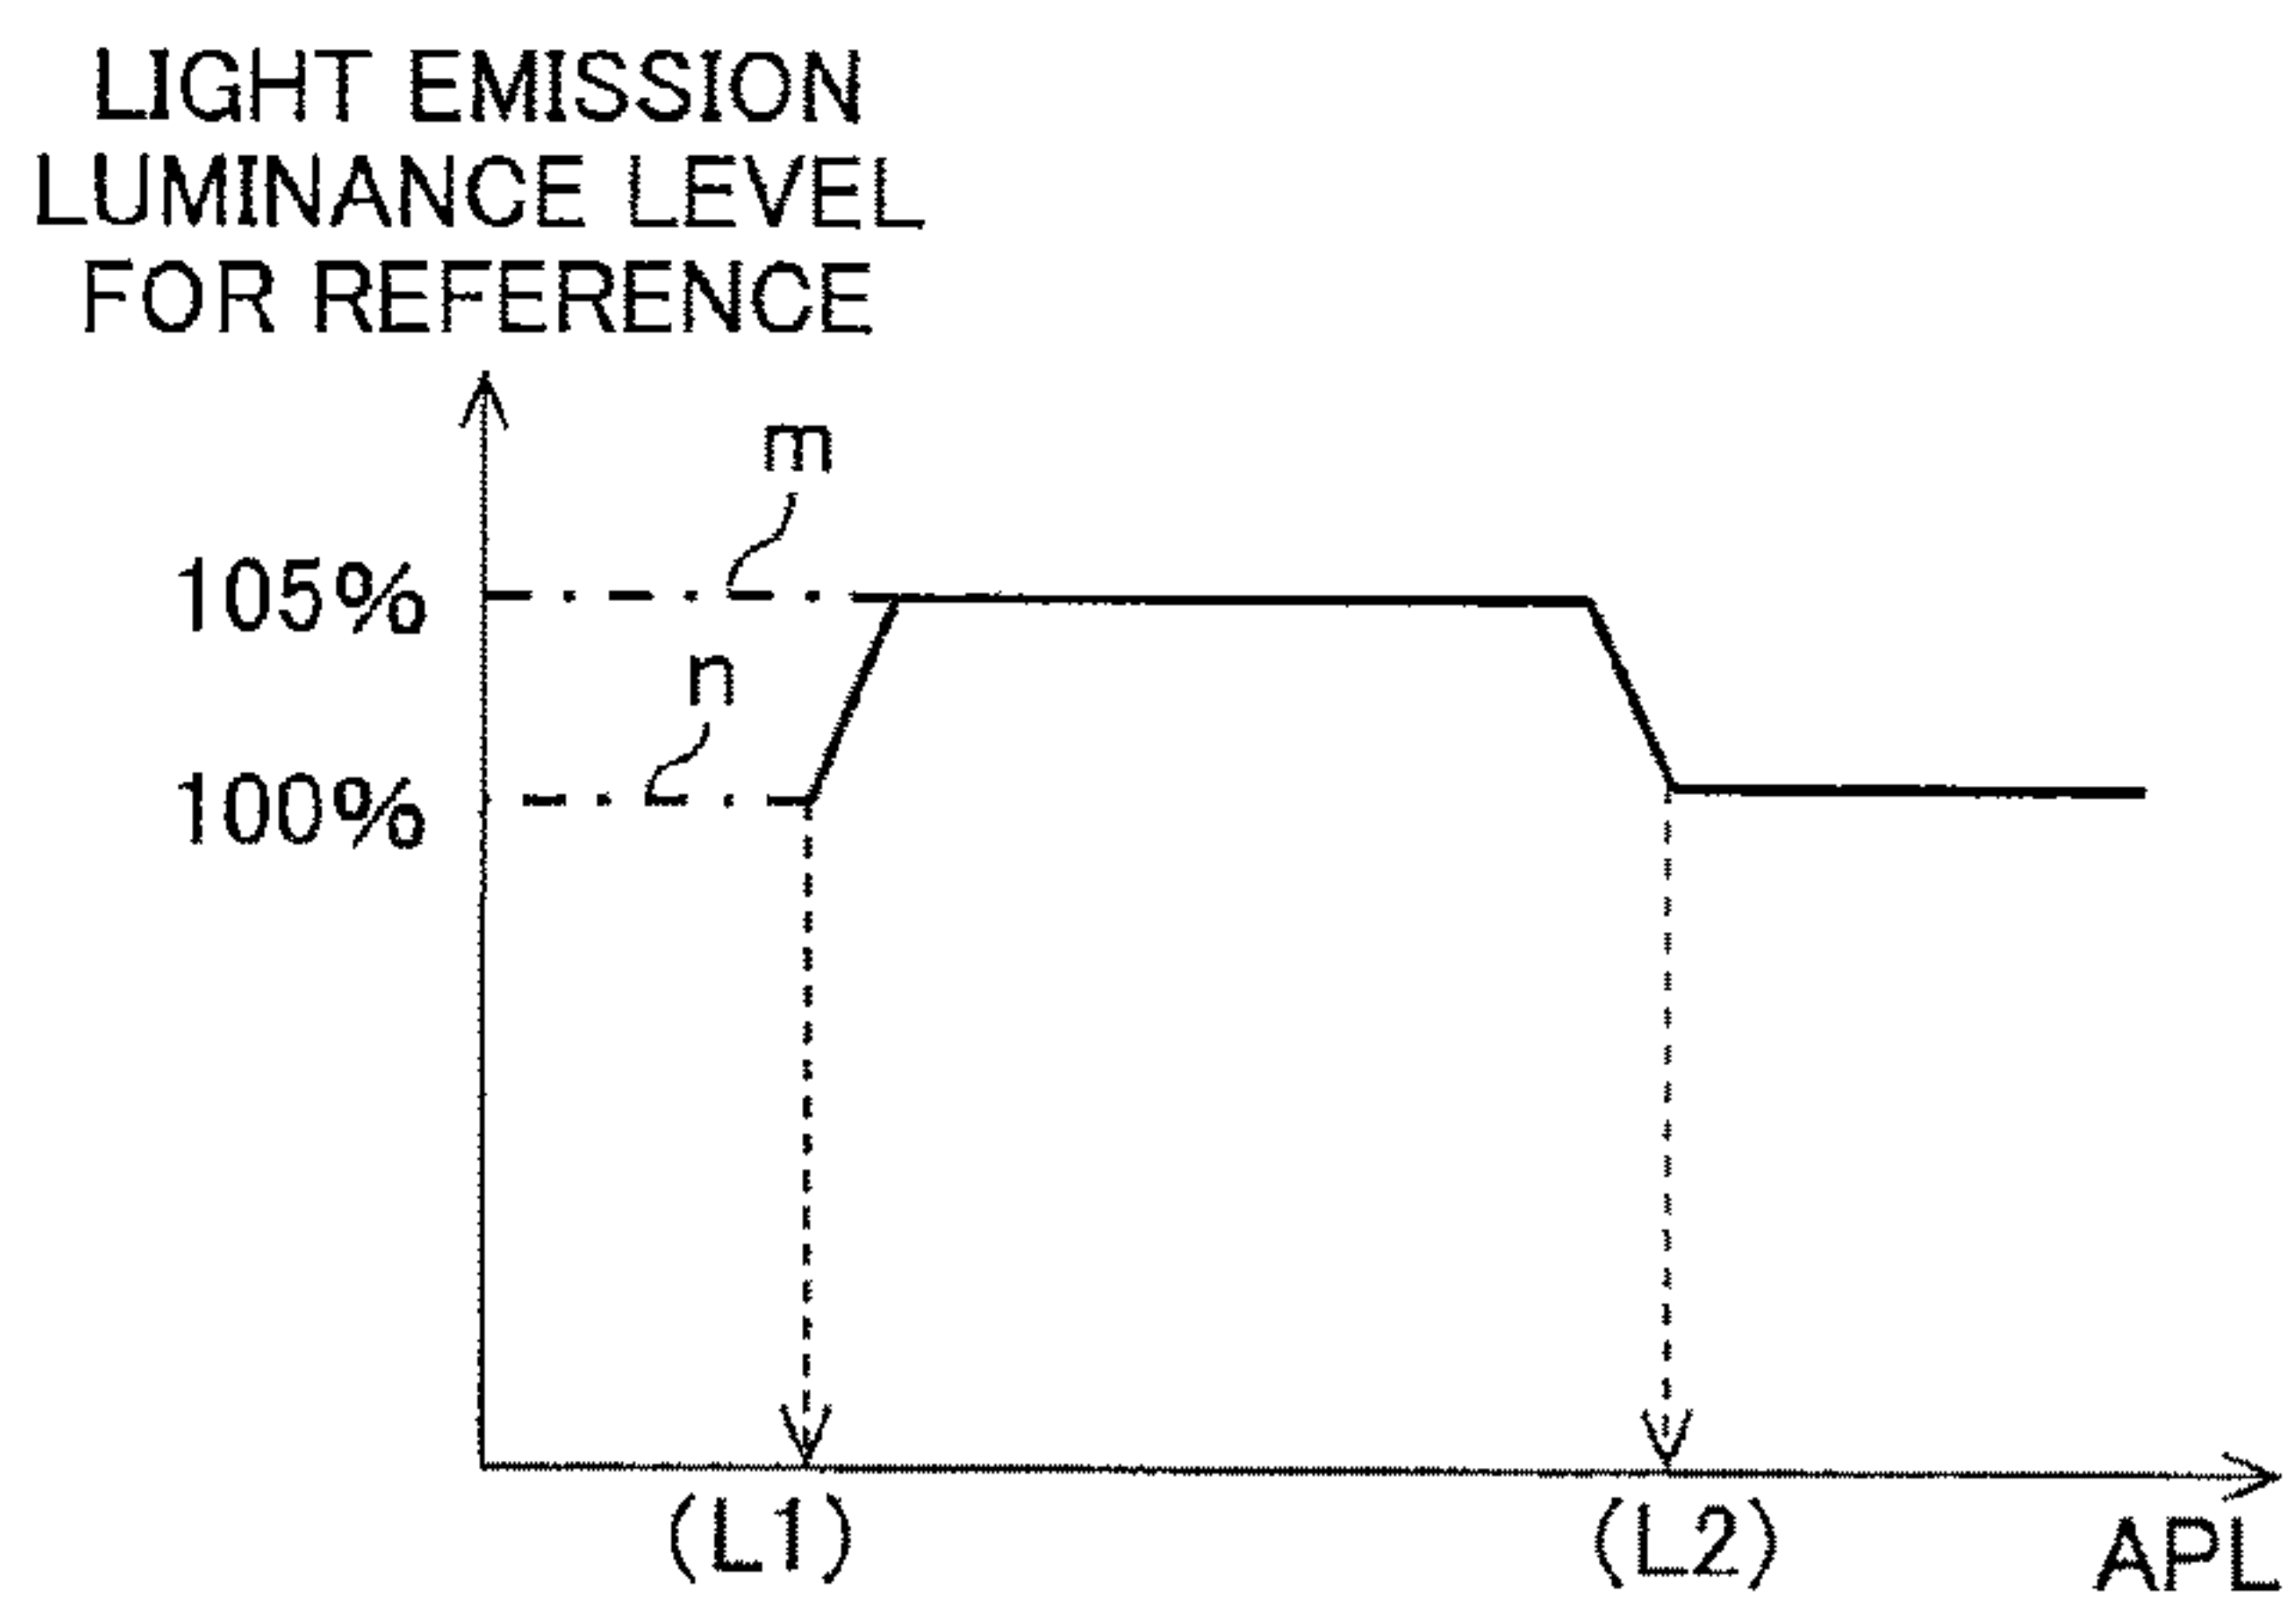 LIGHT EMISSION
LUMINANCE LEVEL
FOR REFERENCE
m
105%
n
100%
(L1)
(L2)
APL